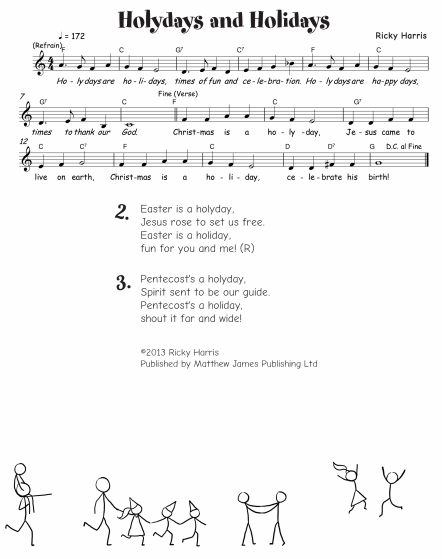 Holydays and Holidays
Ricky Harris
♩ = 172
(Refrain)
F C G7 C7 F C
Ho - ly days are ho - li - days, times of fun and ce - le - bra - tion. Ho - ly days are ha - ppy days,
7
Fine (Verse)
G7 C F C G7
times to thank our God. Christ - mas is a ho - ly - day, Je - sus came to
12
C C7 F C D D7 G D.C. al Fine
live on earth, Christ - mas is a ho - li - day, ce - le - brate his birth!
2. Easter is a holyday,
Jesus rose to set us free.
Easter is a holiday,
fun for you and me! (R)
3. Pentecost's a holyday,
Spirit sent to be our guide.
Pentecost's a holiday,
shout it far and wide!
©2013 Ricky Harris
Published by Matthew James Publishing Ltd